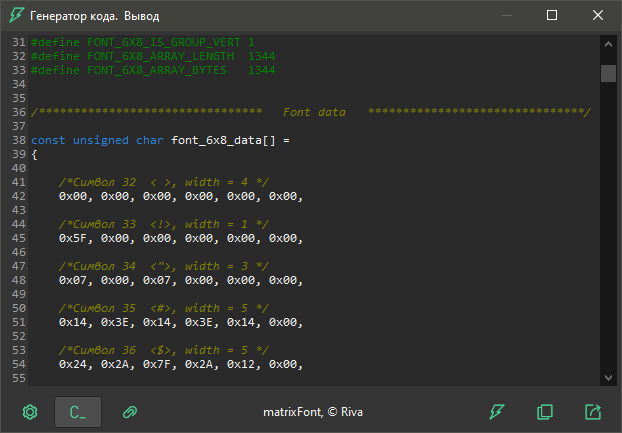 Генератор кода. Вывод
31 #define FONT_6X8_IS_GROUP_VERT 1
32 #define FONT_6X8_ARRAY_LENGTH  1344
33 #define FONT_6X8_ARRAY_BYTES   1344
34
35
36 /********************************   Font data   *******************************/
37
38 const unsigned char font_6x8_data[] =
39 {
40
41     /*Символ 32  < >, width = 4 */
42     0x00, 0x00, 0x00, 0x00, 0x00, 0x00,
43
44     /*Символ 33  <!>, width = 1 */
45     0x5F, 0x00, 0x00, 0x00, 0x00, 0x00,
46
47     /*Символ 34  <">, width = 3 */
48     0x07, 0x00, 0x07, 0x00, 0x00, 0x00,
49
50     /*Символ 35  <#>, width = 5 */
51     0x14, 0x3E, 0x14, 0x3E, 0x14, 0x00,
52
53     /*Символ 36  <$>, width = 5 */
54     0x24, 0x2A, 0x7F, 0x2A, 0x12, 0x00,
55
C_
matrixFont, © Riva